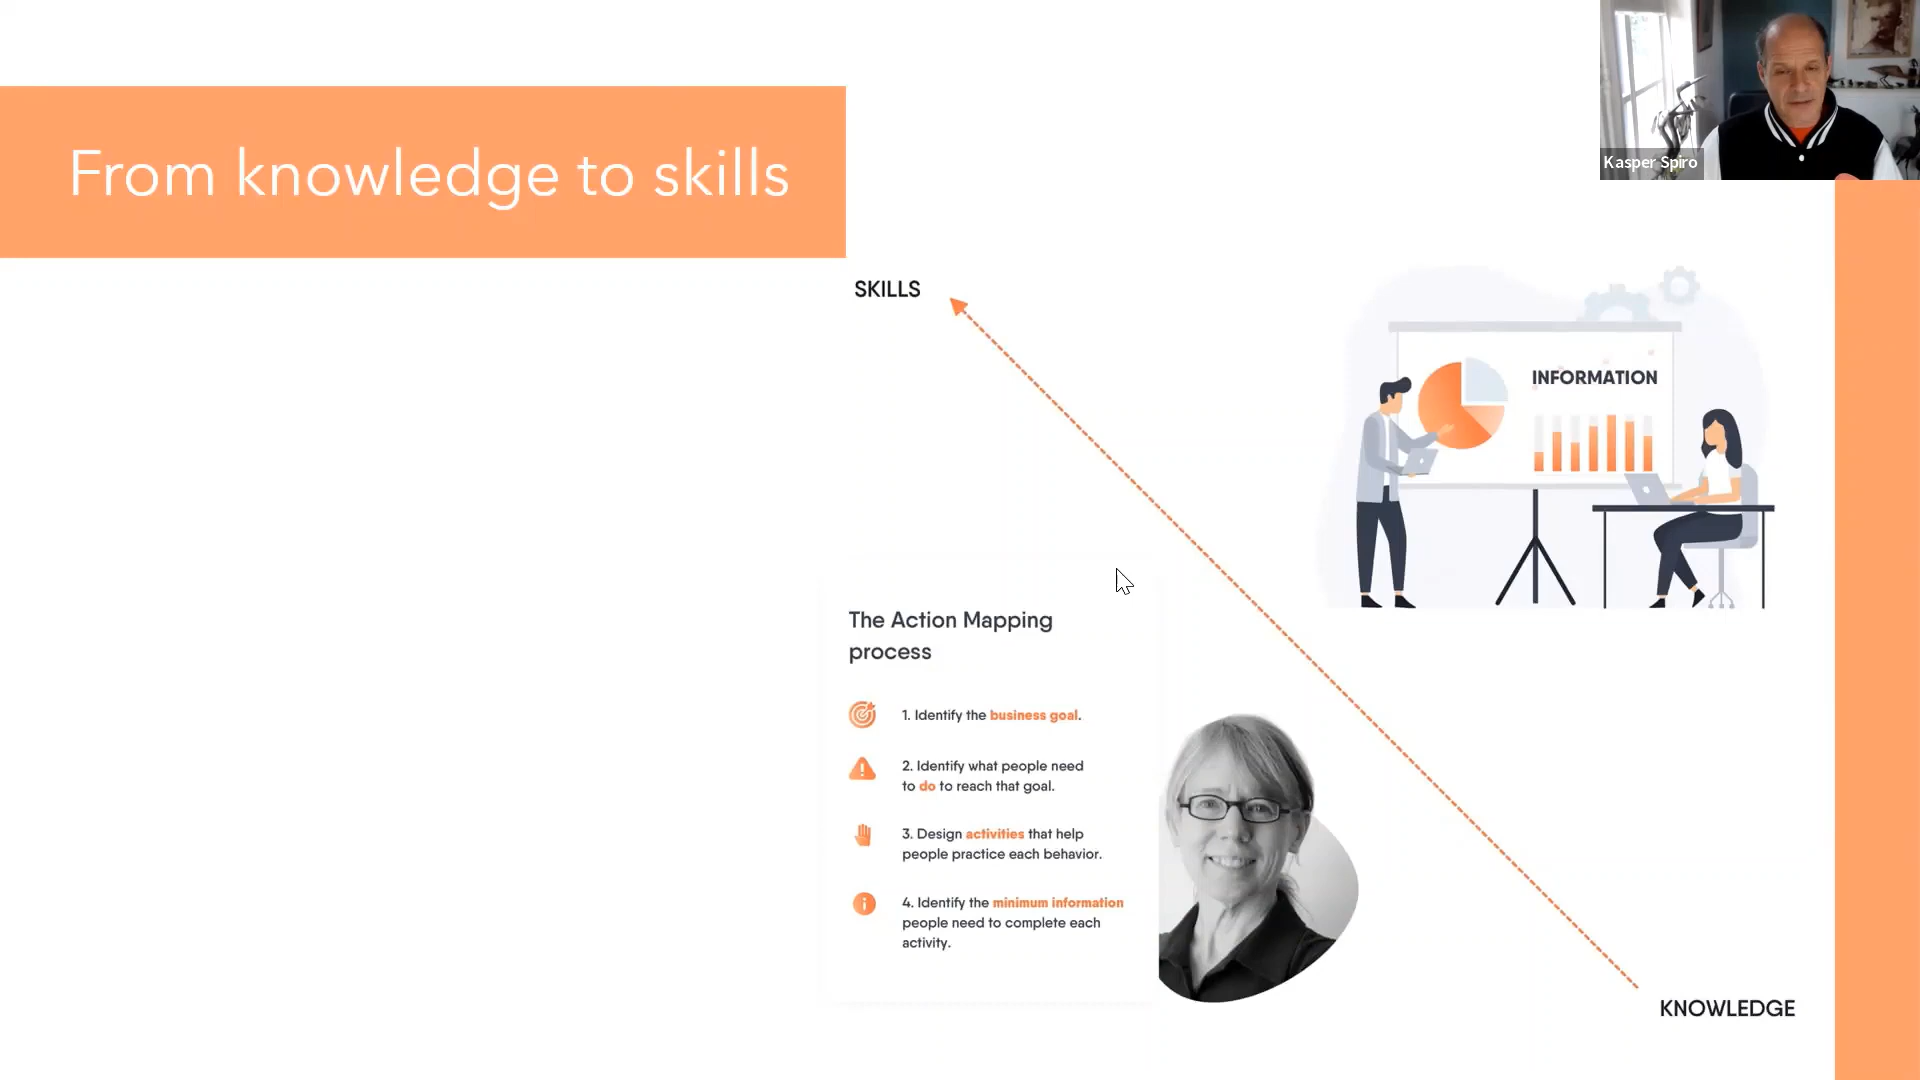 Kasper Spiro
From knowledge to skills
SKILLS
INFORMATION
The Action Mapping
process
1. Identify the business goal.
2. Identify what people need
to do to reach that goal.
3. Design activities that help
people practice each behavior.
4. Identify the minimum information
people need to complete each
activity.
KNOWLEDGE